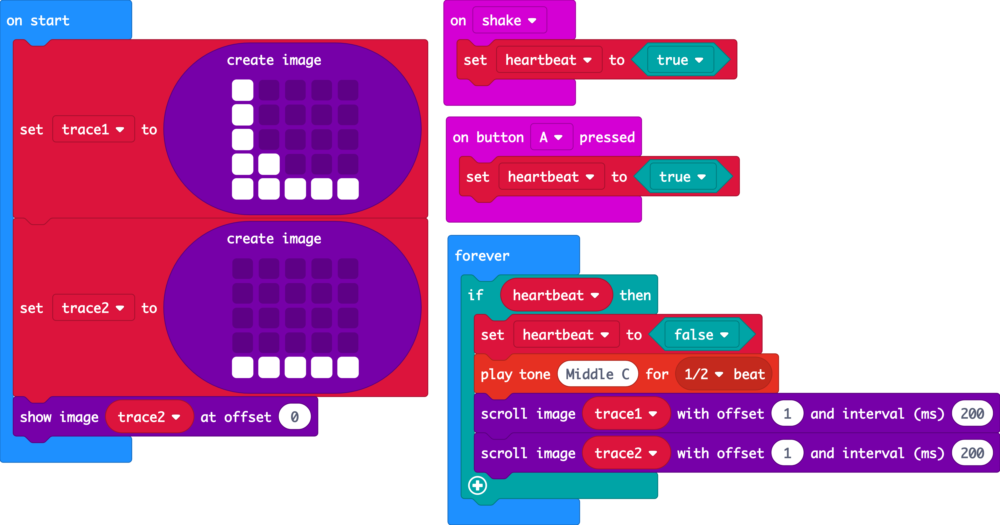 on start
create image
set trace1 to
create image
set trace2 to
show image trace2 at offset 0
on shake
set heartbeat to true
on button A pressed
set heartbeat to true
forever
if heartbeat then
set heartbeat to false
play tone Middle C for 1/2 beat
scroll image trace1 with offset 1 and interval (ms) 200
scroll image trace2 with offset 1 and interval (ms) 200